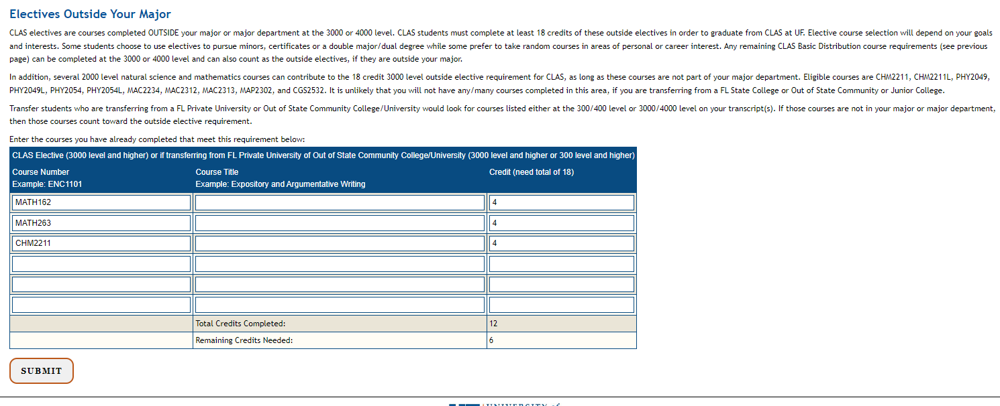 Electives Outside Your Major
CLAS electives are courses completed OUTSIDE your major or major department at the 3000 or 4000 level. CLAS students must complete at least 18 credits of these outside electives in order to graduate from CLAS at UF. Elective course selection will depend on your goals
and interests. Some students choose to use electives to pursue minors, certificates or a double major/dual degree while some prefer to take random courses in areas of personal or career interest. Any remaining CLAS Basic Distribution course requirements (see previous
page) can be completed at the 3000 or 4000 level and can also count as the outside electives, if they are outside your major.
In addition, several 2000 level natural science and mathematics courses can contribute to the 18 credit 3000 level outside elective requirement for CLAS, as long as these courses are not part of your major department. Eligible courses are CHM2211, CHM2211L, PHY2049,
PHY2049L, PHY2054, PHY2054L, MAC2234, MAC2312, MAC2313, MAP2302, and CGS2532. It is unlikely that you will not have any/many courses completed in this area, if you are transferring from a FL State College or Out of State Community or Junior College.
Transfer students who are transferring from a FL Private University or Out of State Community College/University would look for courses listed either at the 300/400 level or 3000/4000 level on your transcript(s). If those courses are not in your major or major department,
then those courses count toward the outside elective requirement.
Enter the courses you have already completed that meet this requirement below:
CLAS Elective (3000 level and higher) or if transferring from FL Private University of Out of State Community College/University (3000 level and higher or 300 level and higher)
Course Number Course Title Credit (need total of 18)
Example: ENC1101 Example: Expository and Argumentative Writing
MATH162 4
MATH263 4
CHM2211 4
Total Credits Completed: 12
Remaining Credits Needed: 6
SUBMIT
UNIVERSITY of